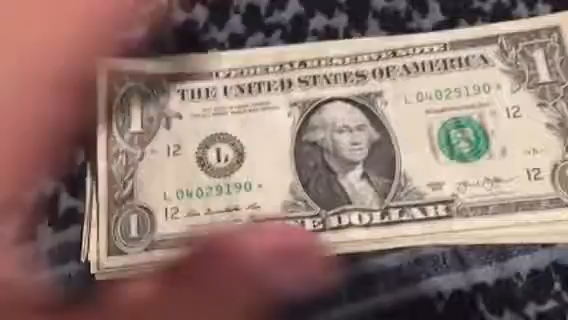 FEDERAL RESERVE NOTE
THE UNITED STATES OF AMERICA
L 04029190 *
12
12
L
L 04029190 *
12
12
ONE DOLLAR
1
1
1